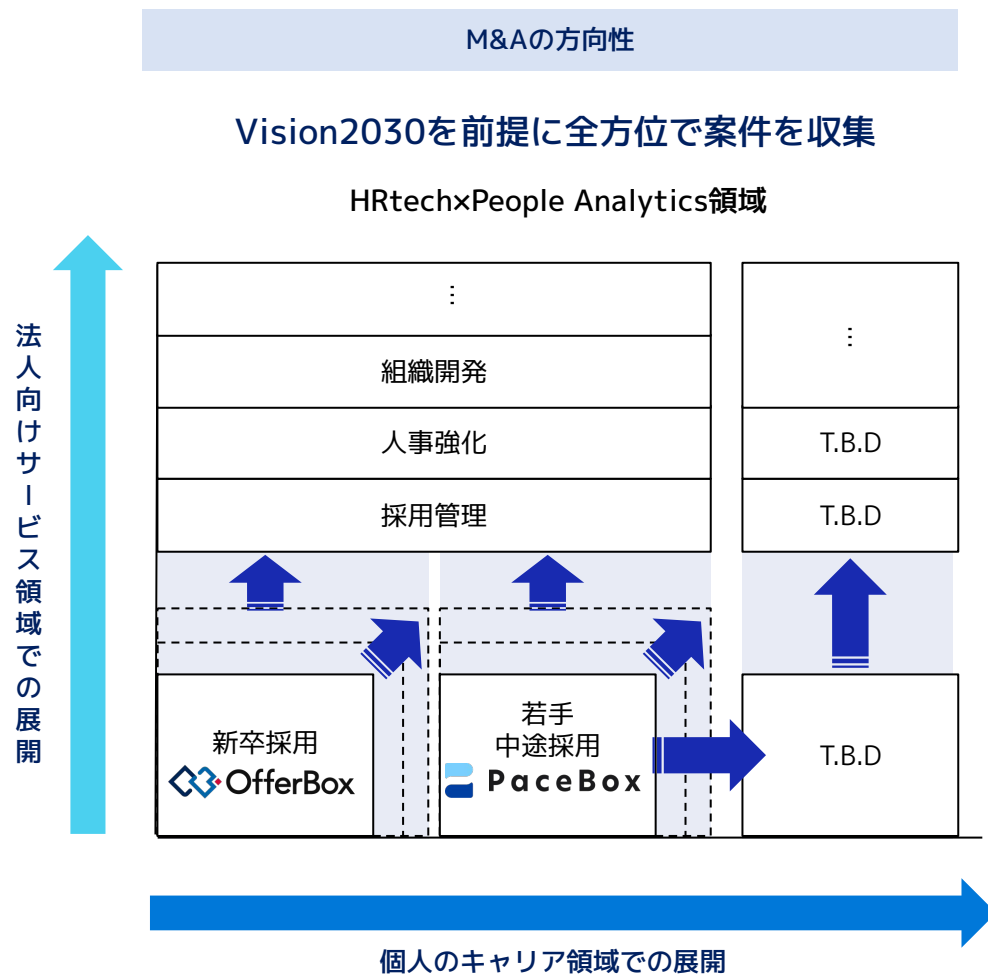 M&Aの方向性
Vision2030を前提に全方位で案件を収集
HRtech×People Analytics領域
法人向けサービス領域での展開
⋮
組織開発
人事強化
採用管理
⋮
T.B.D
T.B.D
新卒採用
OfferBox
若手
中途採用
PaceBox
T.B.D
個人のキャリア領域での展開